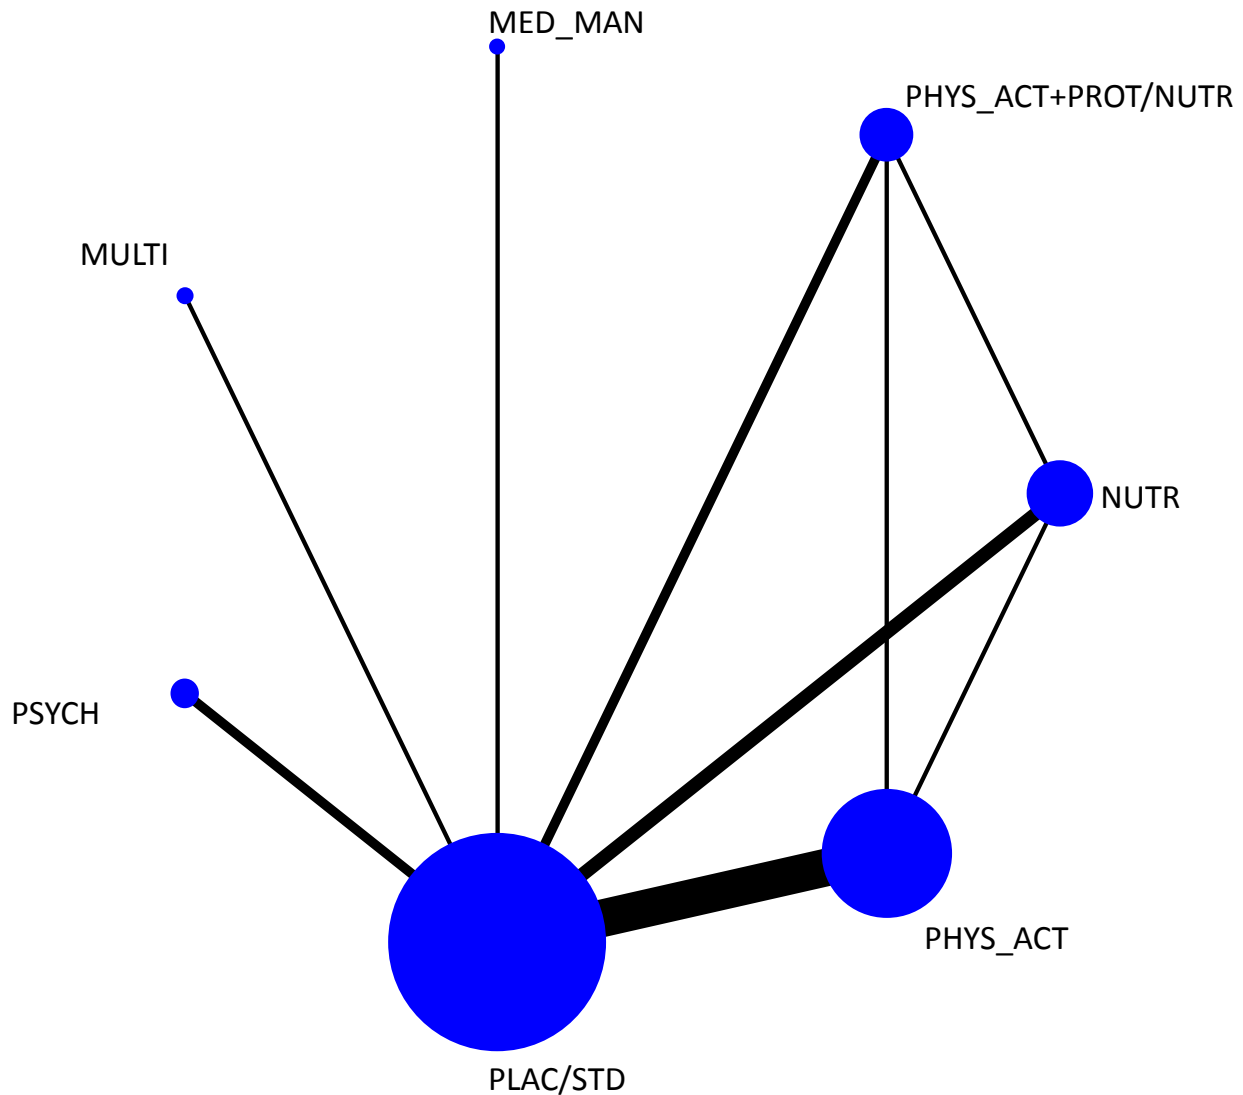 MED_MAN
PHYS_ACT+PROT/NUTR
MULTI
NUTR
PSYCH
PHYS_ACT
PLAC/STD